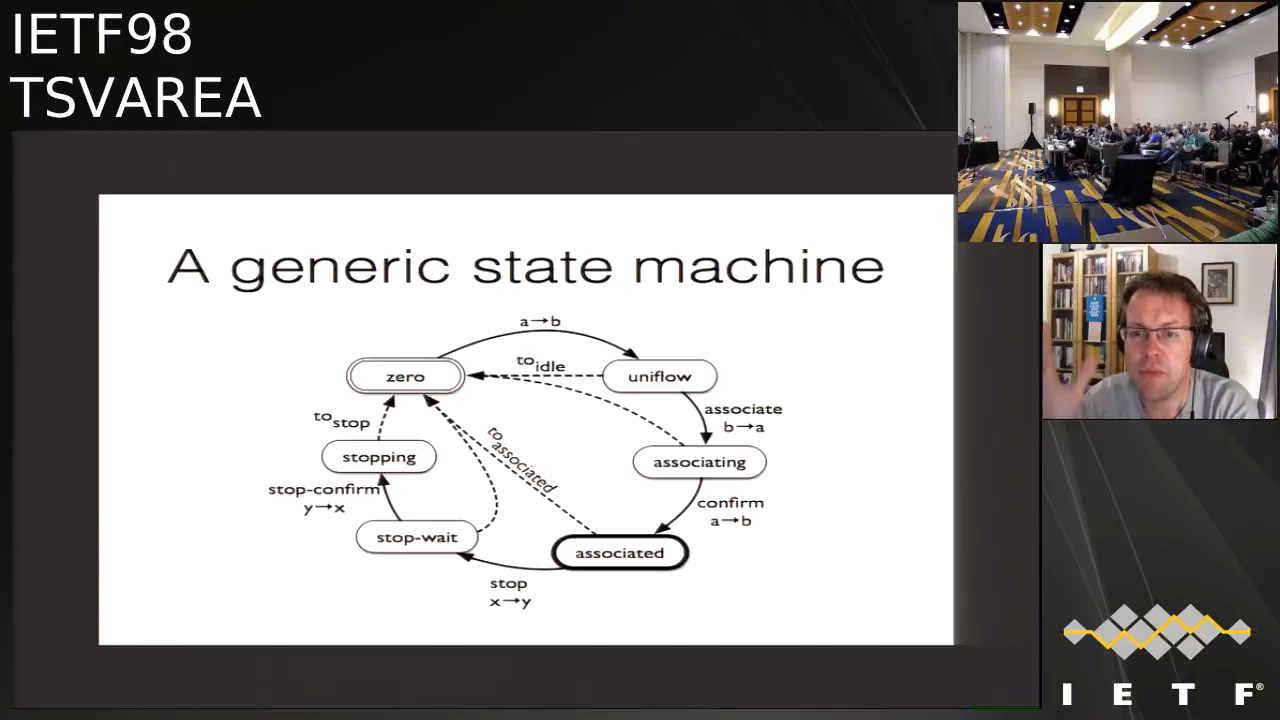 IETF98
TSVAREA
A generic state machine
a→b
zero
to idle
uniflow
associate
b→a
to stop
to associated
stopping
associating
stop-confirm
y→x
confirm
a→b
stop-wait
associated
stop
x→y
I E T F®